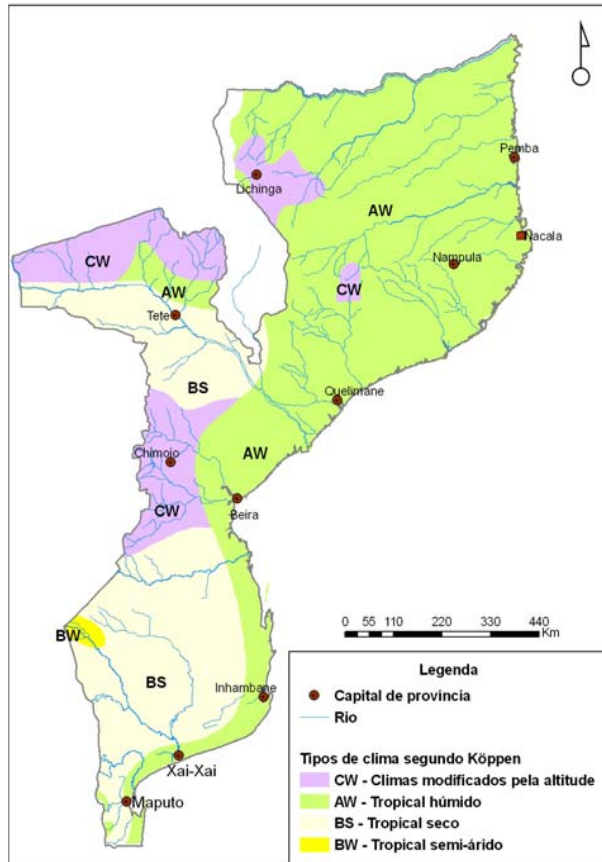 Pemba
Lichinga
AW
Nacala
CW
Nampula
CW
AW
Tete
BS
Quelimane
Chimoio
AW
CW
Beira
0 55 110 220 330 440
Km
BW
BS
Inhambane
Xai-Xai
Maputo
Legenda
Capital de província
Rio
Tipos de clima segundo Köppen
CW - Climas modificados pela altitude
AW - Tropical húmido
BS - Tropical seco
BW - Tropical semi-árido